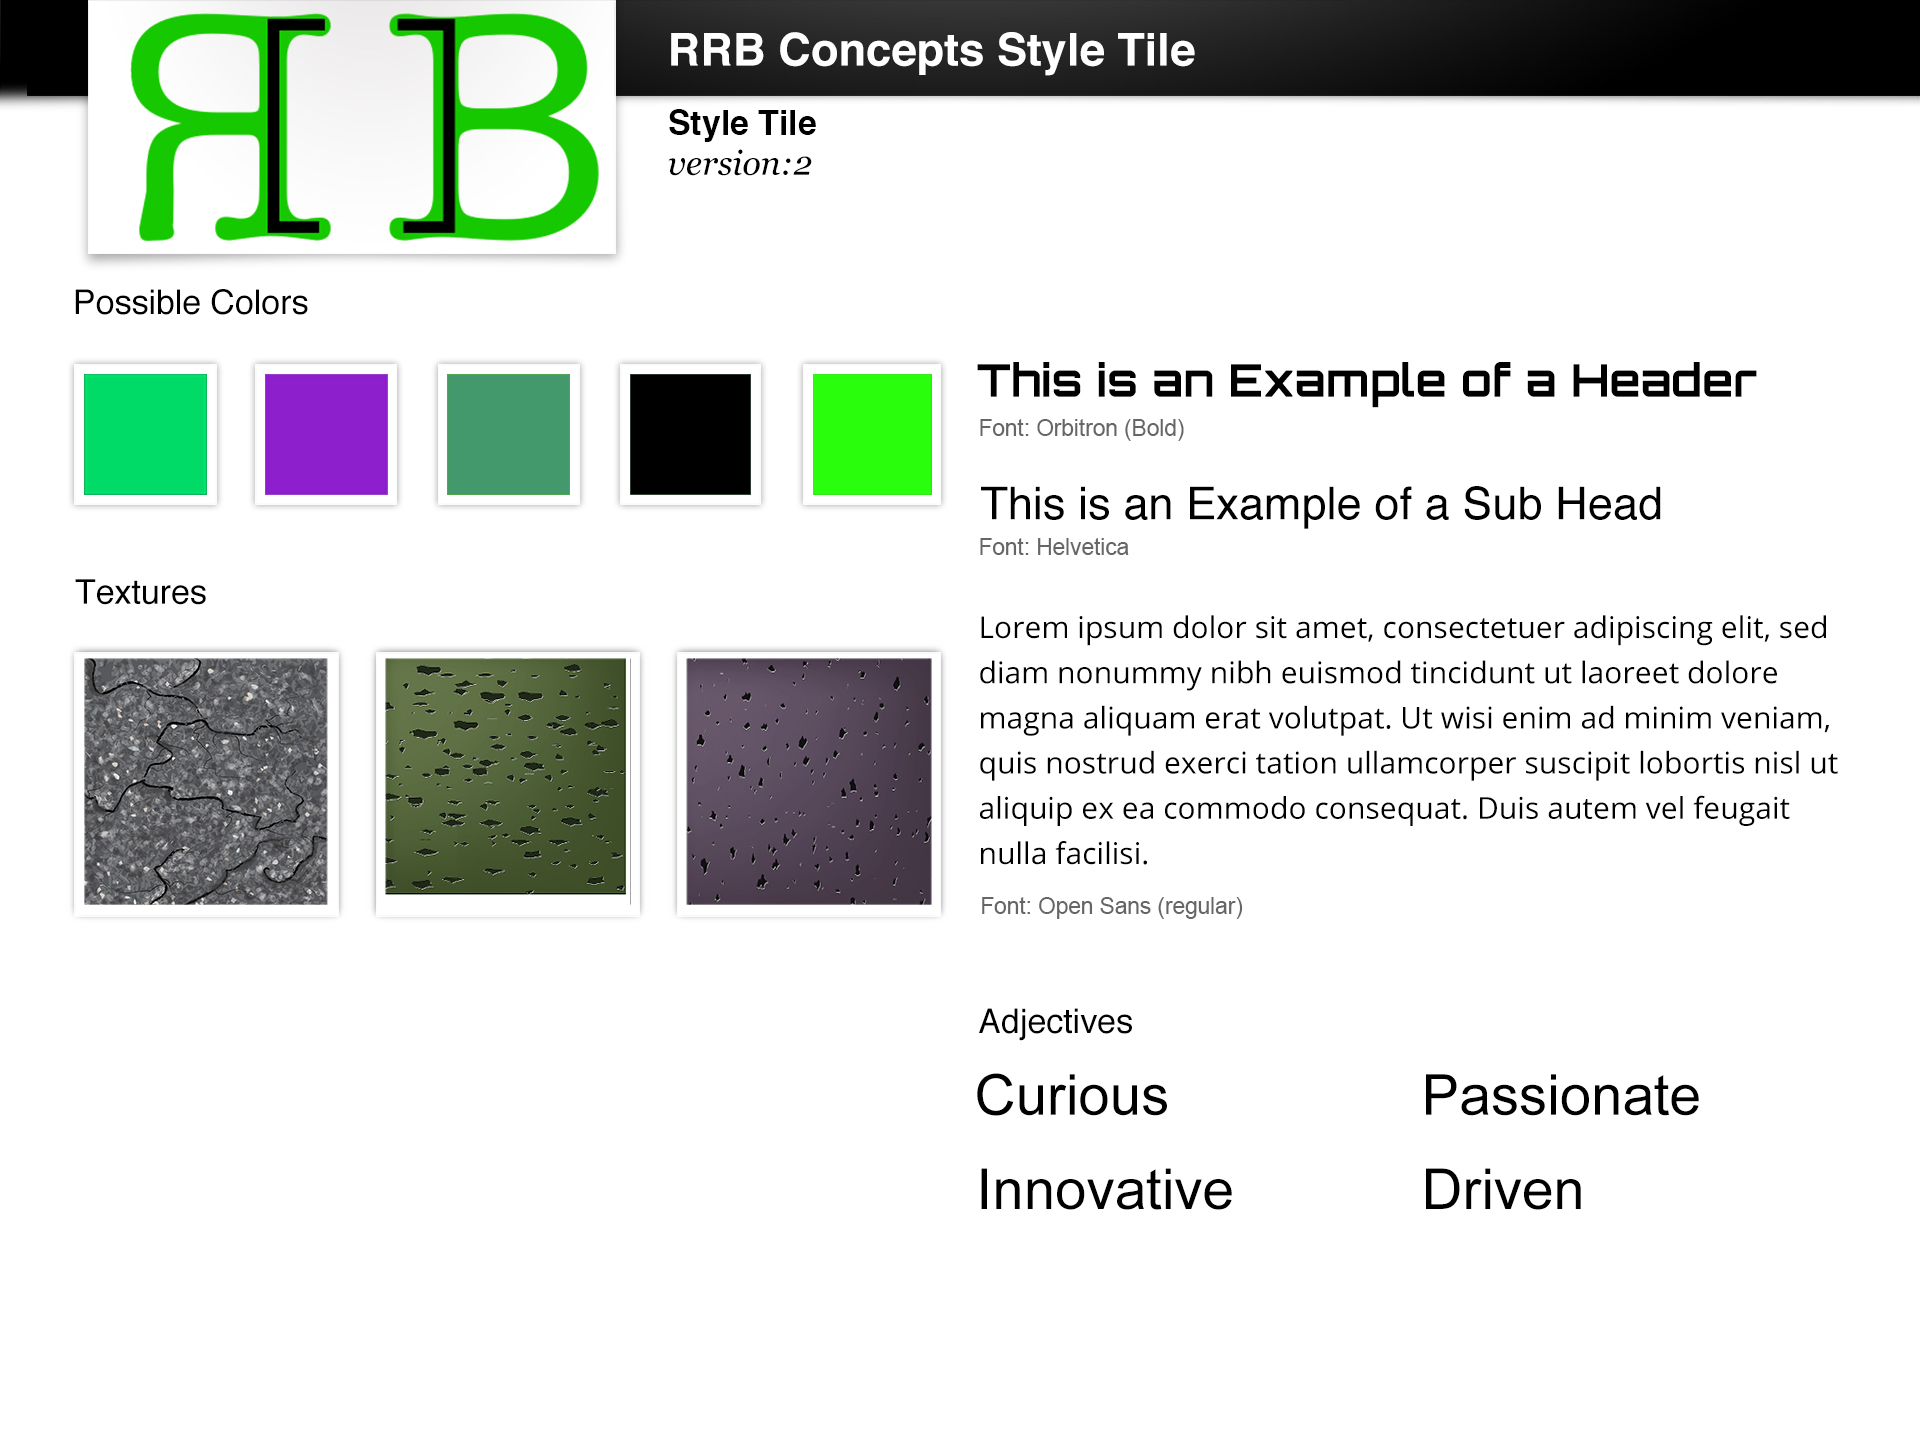 R[ ]B
RRB Concepts Style Tile
Style Tile
version:2
Possible Colors
Textures
This is an Example of a Header
Font: Orbitron (Bold)
This is an Example of a Sub Head
Font: Helvetica
Lorem ipsum dolor sit amet, consectetuer adipiscing elit, sed
diam nonummy nibh euismod tincidunt ut laoreet dolore
magna aliquam erat volutpat. Ut wisi enim ad minim veniam,
quis nostrud exerci tation ullamcorper suscipit lobortis nisl ut
aliquip ex ea commodo consequat. Duis autem vel feugait
nulla facilisi.
Font: Open Sans (regular)
Adjectives
Curious Passionate
Innovative Driven